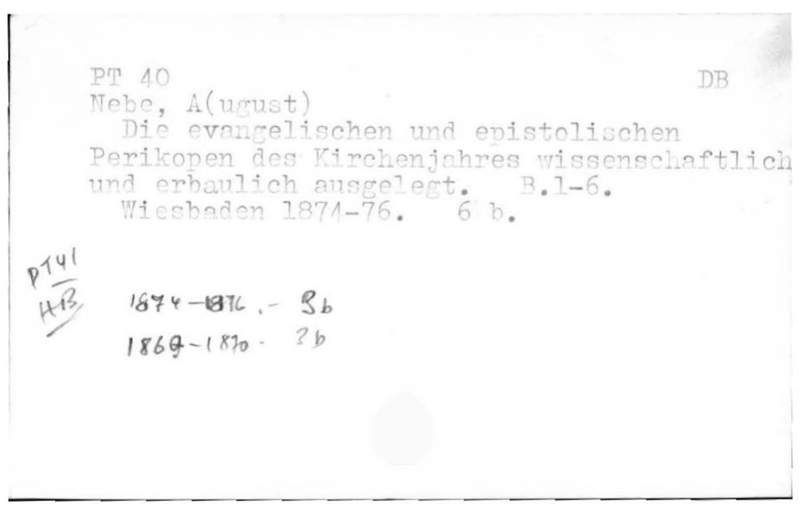 PT 40 DB
Nebe, A(ugust)
Die evangelischen und epistolischen
Perikopen des Kirchenjahres wissenschaftlich
und erbaulich ausgelegt. B.1-6.
Wiesbaden 1874-76. 6 b.
PT41
HB
1874-1876.- 3b
1869-1870. 3b